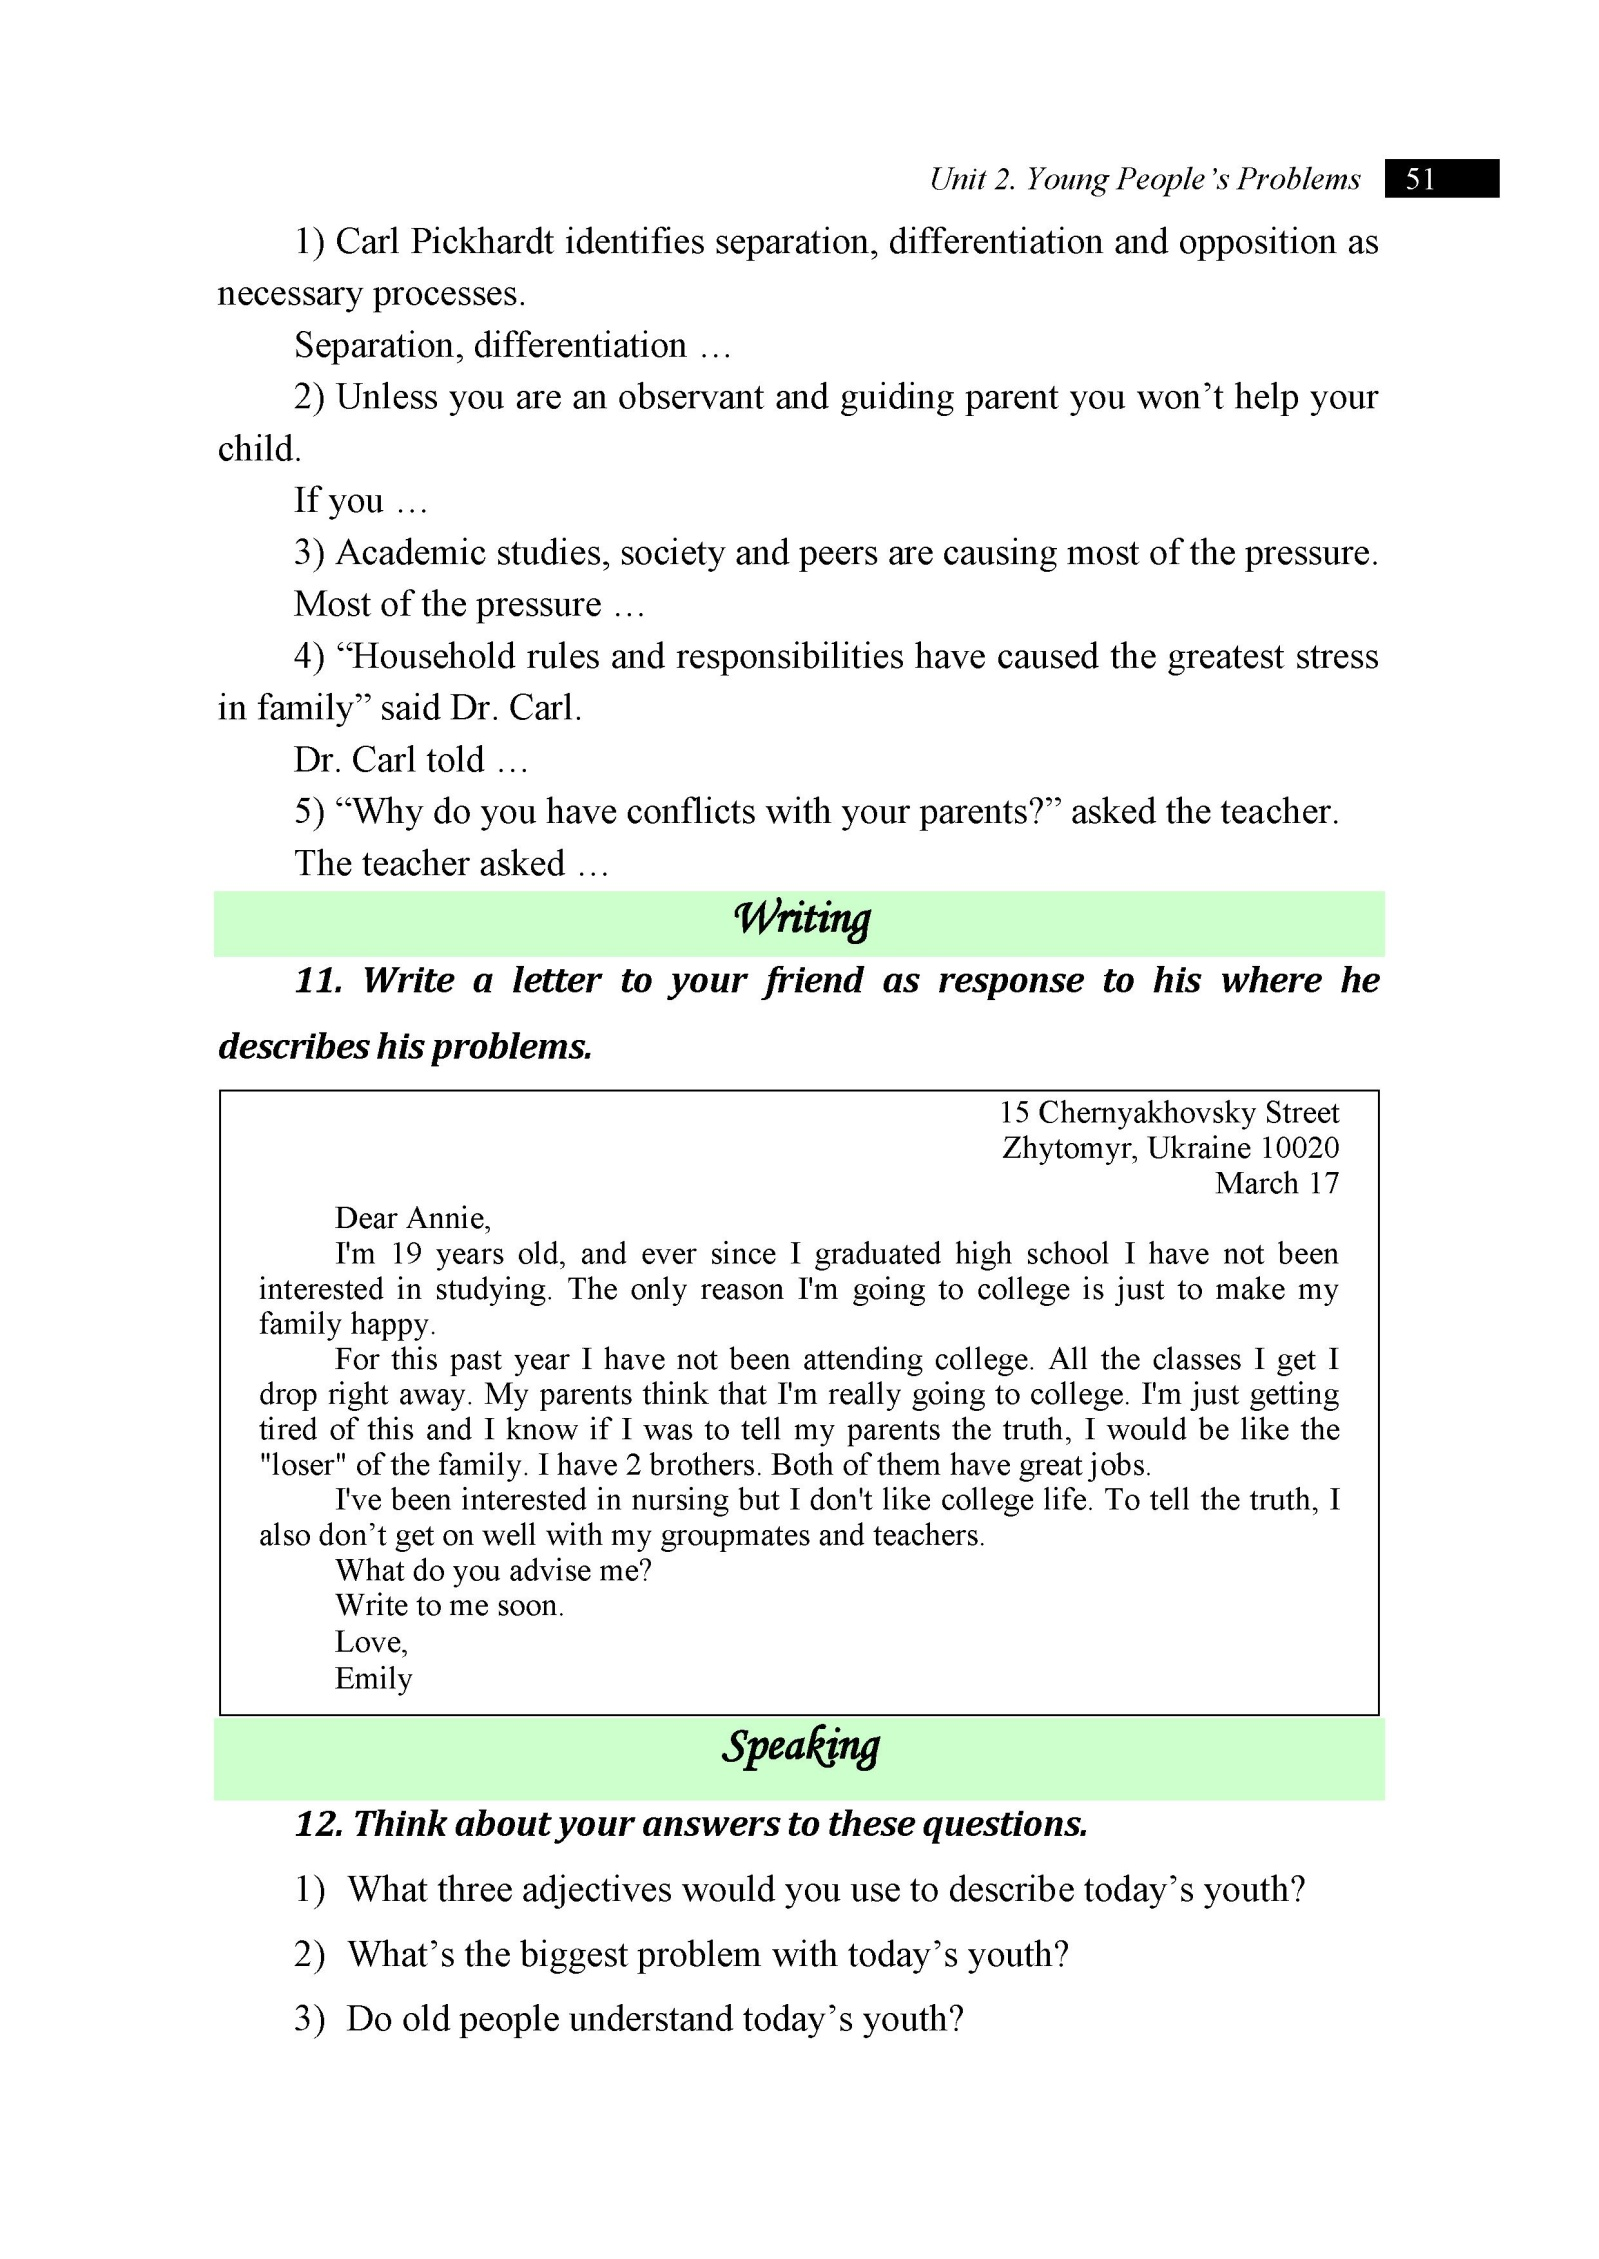 Unit 2. Young People’s Problems 51
1) Carl Pickhardt identifies separation, differentiation and opposition as
necessary processes.
Separation, differentiation …
2) Unless you are an observant and guiding parent you won’t help your
child.
If you …
3) Academic studies, society and peers are causing most of the pressure.
Most of the pressure …
4) “Household rules and responsibilities have caused the greatest stress
in family” said Dr. Carl.
Dr. Carl told …
5) “Why do you have conflicts with your parents?” asked the teacher.
The teacher asked …
Writing
11. Write a letter to your friend as response to his where he
describes his problems.
15 Chernyakhovsky Street
Zhytomyr, Ukraine 10020
March 17
Dear Annie,
I'm 19 years old, and ever since I graduated high school I have not been
interested in studying. The only reason I'm going to college is just to make my
family happy.
For this past year I have not been attending college. All the classes I get I
drop right away. My parents think that I'm really going to college. I'm just getting
tired of this and I know if I was to tell my parents the truth, I would be like the
"loser" of the family. I have 2 brothers. Both of them have great jobs.
I've been interested in nursing but I don't like college life. To tell the truth, I
also don’t get on well with my groupmates and teachers.
What do you advise me?
Write to me soon.
Love,
Emily
Speaking
12. Think about your answers to these questions.
1) What three adjectives would you use to describe today’s youth?
2) What’s the biggest problem with today’s youth?
3) Do old people understand today’s youth?